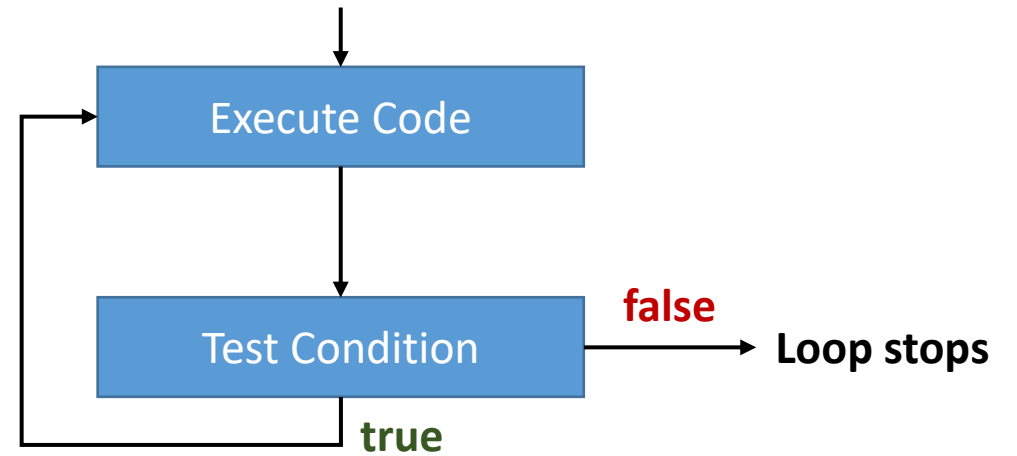 Execute Code
false
Test Condition
Loop stops
true